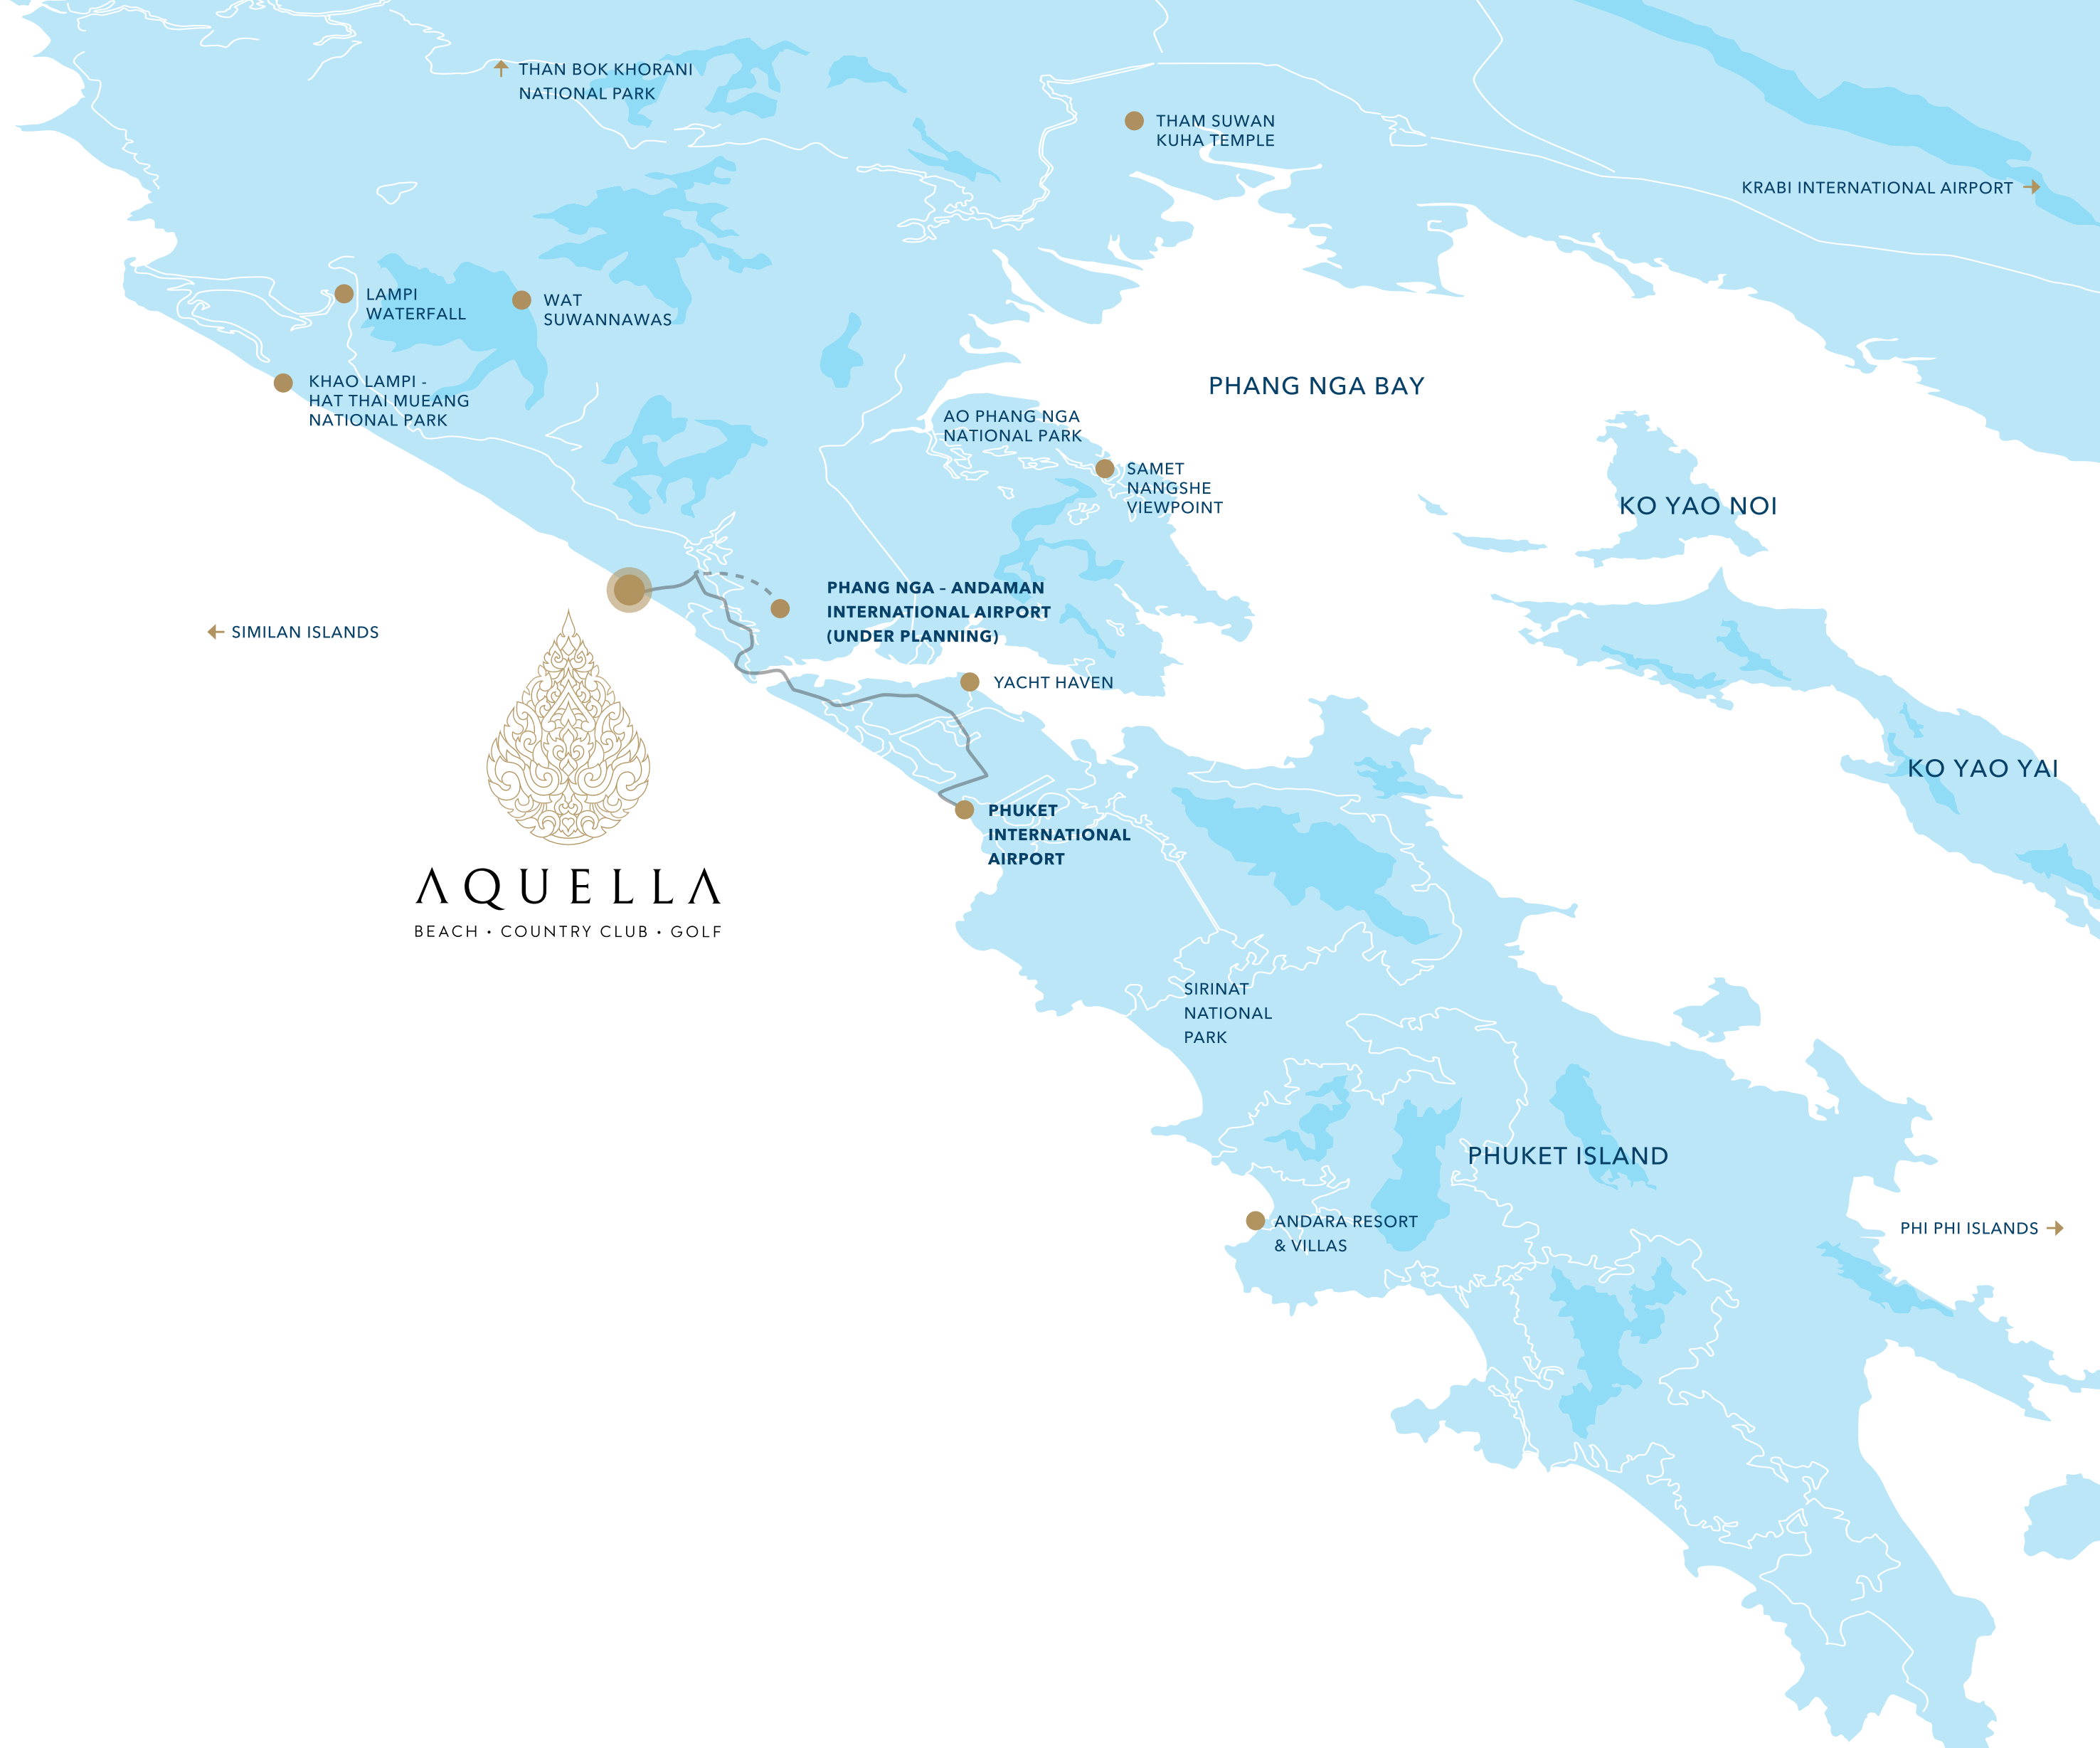 THAN BOK KHORANI
NATIONAL PARK
THAM SUWAN
KUHA TEMPLE
KRABI INTERNATIONAL AIRPORT
LAMPI
WATERFALL
WAT
SUWANNAWAS
KHAO LAMPI -
HAT THAI MUEANG
NATIONAL PARK
PHANG NGA BAY
AO PHANG NGA
NATIONAL PARK
SAMET
NANGSHE
VIEWPOINT
KO YAO NOI
PHANG NGA – ANDAMAN
INTERNATIONAL AIRPORT
(UNDER PLANNING)
SIMILAN ISLANDS
YACHT HAVEN
KO YAO YAI
PHUKET
INTERNATIONAL
AIRPORT
AQUELLA
BEACH • COUNTRY CLUB • GOLF
SIRINAT
NATIONAL
PARK
PHUKET ISLAND
ANDARA RESORT
& VILLAS
PHI PHI ISLANDS